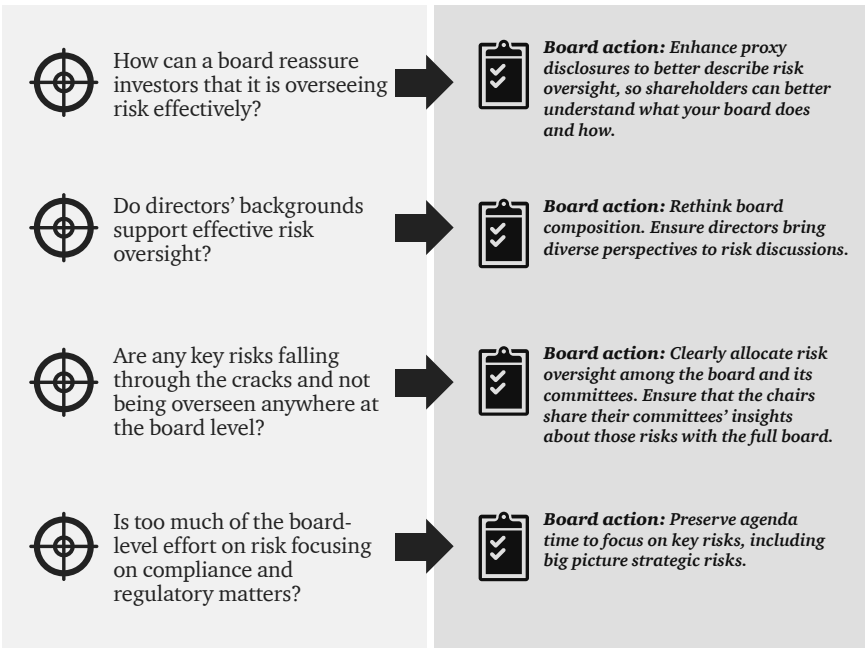 How can a board reassure
investors that it is overseeing
risk effectively?
Board action: Enhance proxy
disclosures to better describe risk
oversight, so shareholders can better
understand what your board does
and how.
Do directors’ backgrounds
support effective risk
oversight?
Board action: Rethink board
composition. Ensure directors bring
diverse perspectives to risk discussions.
Are any key risks falling
through the cracks and not
being overseen anywhere at
the board level?
Board action: Clearly allocate risk
oversight among the board and its
committees. Ensure that the chairs
share their committees’ insights
about those risks with the full board.
Is too much of the board-
level effort on risk focusing
on compliance and
regulatory matters?
Board action: Preserve agenda
time to focus on key risks, including
big picture strategic risks.